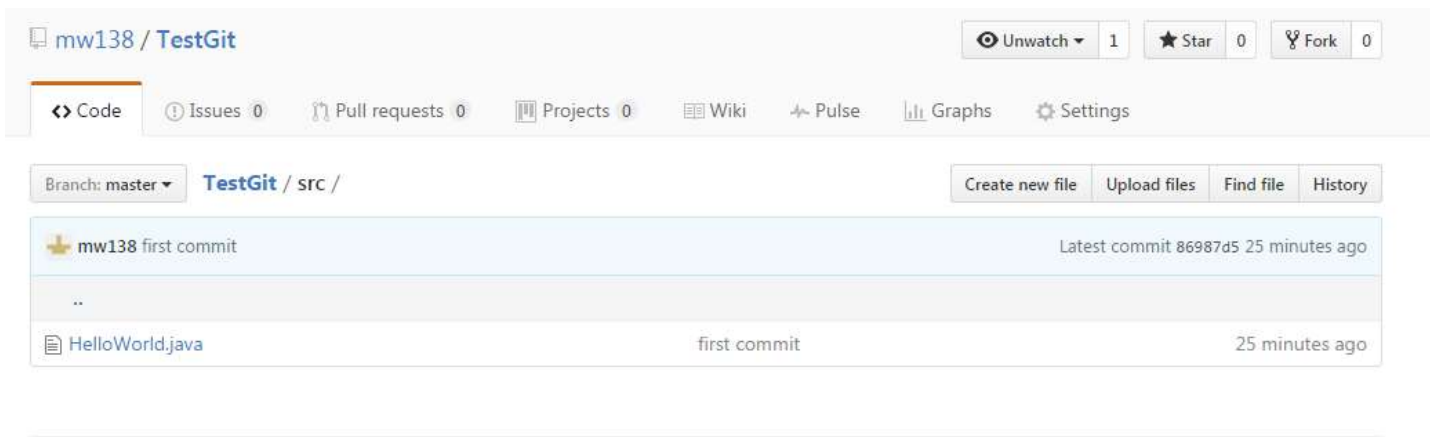 mw138 / TestGit Unwatch 1 Star 0 Fork 0
Code Issues 0 Pull requests 0 Projects 0 Wiki Pulse Graphs Settings
Branch: master TestGit / src / Create new file Upload files Find file History
mw138 first commit Latest commit 86987d5 25 minutes ago
..
HelloWorld.java first commit 25 minutes ago